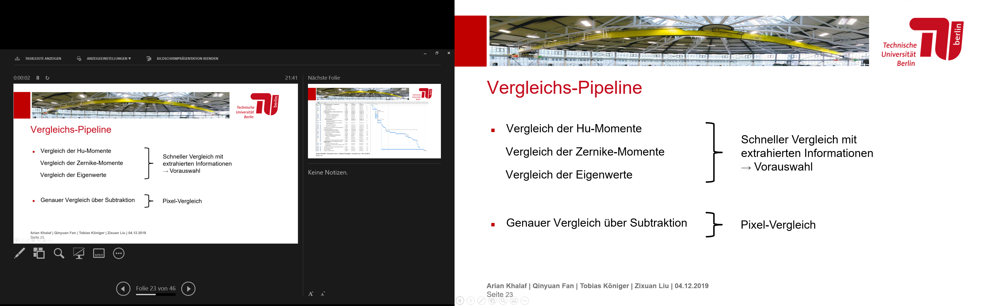 TASKLEISTE ANZEIGEN
ANZEIGEEINSTELLUNGEN ▼
BILDSCHIRMPRÄSENTATION BEENDEN
0:00:02
21:41
Technische
Universität
Berlin
berlin
Vergleichs-Pipeline
▪ Vergleich der Hu-Momente
Vergleich der Zernike-Momente
Vergleich der Eigenwerte
Schneller Vergleich mit
extrahierten Informationen
→ Vorauswahl
▪ Genauer Vergleich über Subtraktion
Pixel-Vergleich
Arian Khalaf | Qinyuan Fan | Tobias Königer | Zixuan Liu | 04.12.2019
Seite 23
Folie 23 von 46
Nächste Folie
Technische
Universität
Berlin
berlin
Arian Khalaf | Qinyuan Fan | Tobias Königer | Zixuan Liu | 04.12.2019
Seite 24
Keine Notizen.
A A
Technische
Universität
Berlin
berlin
Vergleichs-Pipeline
▪ Vergleich der Hu-Momente
Vergleich der Zernike-Momente
Vergleich der Eigenwerte
Schneller Vergleich mit
extrahierten Informationen
→ Vorauswahl
▪ Genauer Vergleich über Subtraktion
Pixel-Vergleich
Arian Khalaf | Qinyuan Fan | Tobias Königer | Zixuan Liu | 04.12.2019
Seite 23